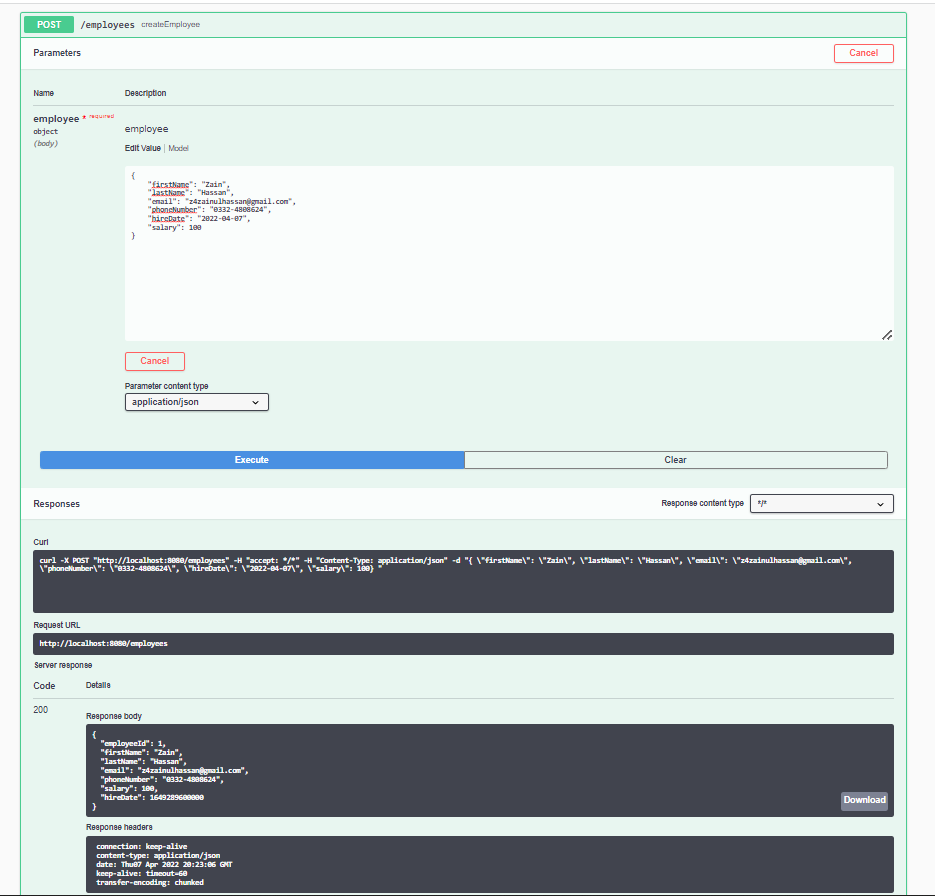 POST /employees createEmployee
Parameters Cancel
Name Description
employee * required
object
(body)
employee
Edit Value | Model
{
"firstName": "Zain",
"lastName": "Hassan",
"email": "z4zainulhassan@gmail.com",
"phoneNumber": "0332-4808624",
"hireDate": "2022-04-07",
"salary": 100
}
Cancel
Parameter content type
application/json
Execute Clear
Responses Response content type */*
Curl
curl -X POST "http://localhost:8080/employees" -H "accept: */*" -H "Content-Type: application/json" -d "{ \"firstName\": \"Zain\", \"lastName\": \"Hassan\", \"email\": \"z4zainulhassan@gmail.com\",
\"phoneNumber\": \"0332-4808624\", \"hireDate\": \"2022-04-07\", \"salary\": 100} "
Request URL
http://localhost:8080/employees
Server response
Code Details
200
Response body
{
"employeeId": 1,
"firstName": "Zain",
"lastName": "Hassan",
"email": "z4zainulhassan@gmail.com",
"phoneNumber": "0332-4808624",
"salary": 100,
"hireDate": 1649289600000
}
Download
Response headers
connection: keep-alive
content-type: application/json
date: Thu07 Apr 2022 20:23:06 GMT
keep-alive: timeout=60
transfer-encoding: chunked